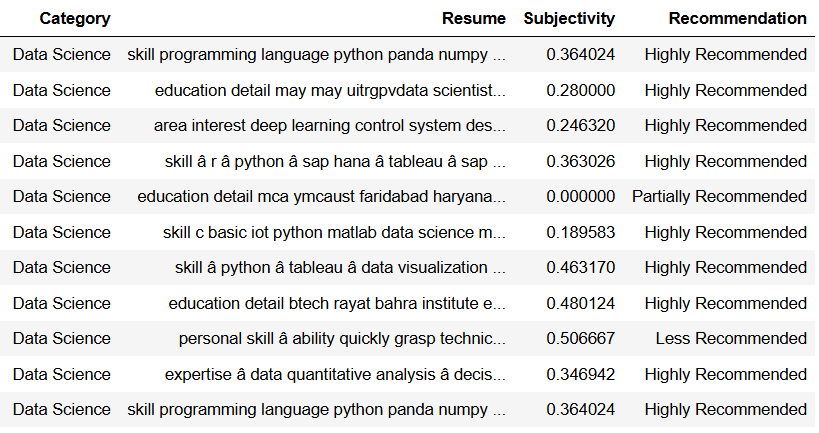 Category Resume Subjectivity Recommendation
Data Science skill programming language python panda numpy ... 0.364024 Highly Recommended
Data Science education detail may may uitrgpvdata scientist... 0.280000 Highly Recommended
Data Science area interest deep learning control system des... 0.246320 Highly Recommended
Data Science skill â r â python â sap hana â tableau â sap ... 0.363026 Highly Recommended
Data Science education detail mca ymcaust faridabad haryana... 0.000000 Partially Recommended
Data Science skill c basic iot python matlab data science m... 0.189583 Highly Recommended
Data Science skill â python â tableau â data visualization ... 0.463170 Highly Recommended
Data Science education detail btech rayat bahra institute e... 0.480124 Highly Recommended
Data Science personal skill â ability quickly grasp technic... 0.506667 Less Recommended
Data Science expertise â data quantitative analysis â decis... 0.346942 Highly Recommended
Data Science skill programming language python panda numpy ... 0.364024 Highly Recommended